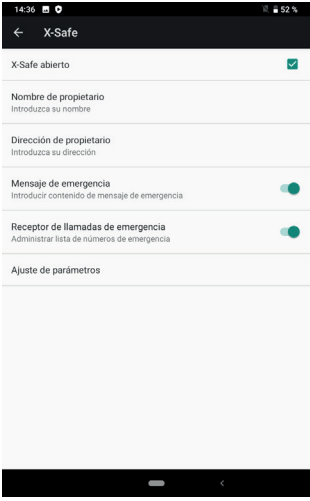 14:36 52 %
X-Safe
X-Safe abierto
Nombre de propietario
Introduzca su nombre
Dirección de propietario
Introduzca su dirección
Mensaje de emergencia
Introducir contenido de mensaje de emergencia
Receptor de llamadas de emergencia
Administrar lista de números de emergencia
Ajuste de parámetros